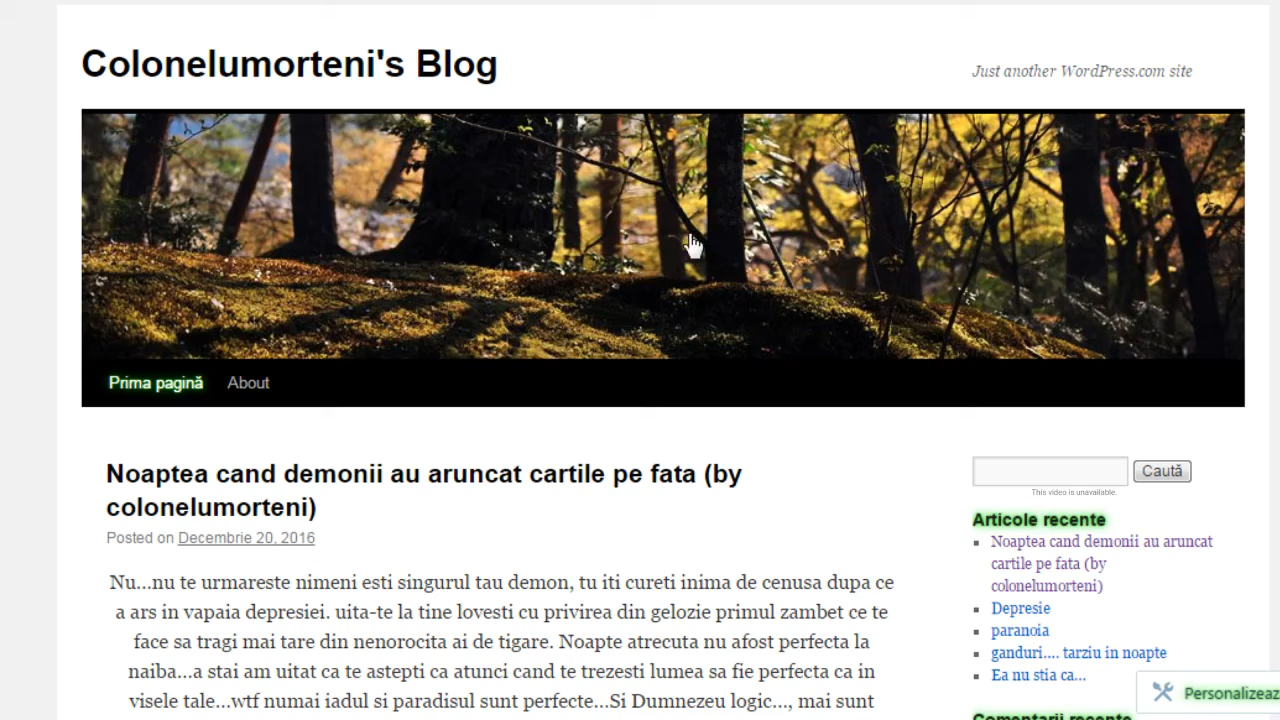 Colonelumorteni's Blog
Just another WordPress.com site
Prima pagină About
Noaptea cand demonii au aruncat cartile pe fata (by
colonelumorteni)
Posted on Decembrie 20, 2016
Nu...nu te urmareste nimeni esti singurul tau demon, tu iti cureti inima de cenusa dupa ce
a ars in vapaia depresiei. uita-te la tine lovesti cu privirea din gelozie primul zambet ce te
face sa tragi mai tare din nenorocita ai de tigare. Noapte atrecuta nu afost perfecta la
naiba...a stai am uitat ca te astepti ca atunci cand te trezesti lumea sa fie perfecta ca in
visele tale...wtf numai iadul si paradisul sunt perfecte...Si Dumnezeu logic..., mai sunt
Caută
This video is unavailable.
Articole recente
Noaptea cand demonii au aruncat
cartile pe fata (by
colonelumorteni)
Depresie
paranoia
ganduri.... tarziu in noapte
Ea nu stia ca...
Personalizeaz
Comentarii recente